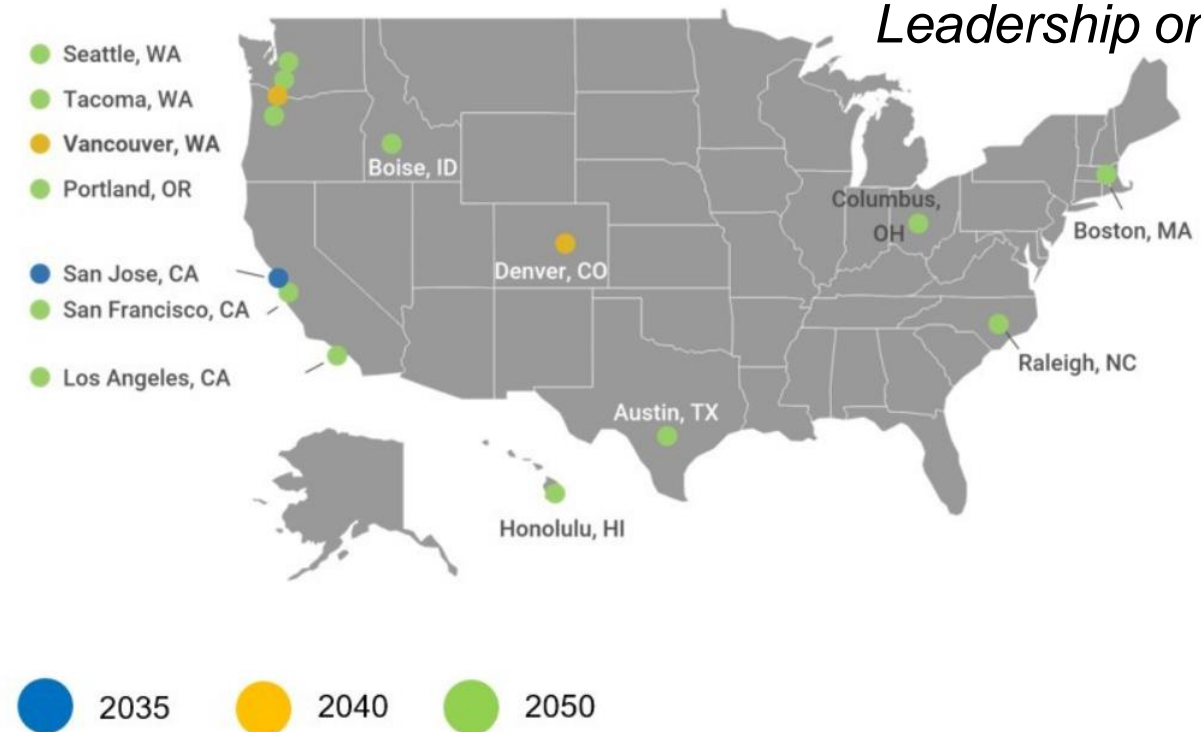 Leadership or
Seattle, WA
Tacoma, WA
Vancouver, WA
Portland, OR
San Jose, CA
San Francisco, CA
Los Angeles, CA
Boise, ID
Denver, CO
Columbus,
OH
Boston, MA
Raleigh, NC
Austin, TX
Honolulu, HI
2035
2040
2050